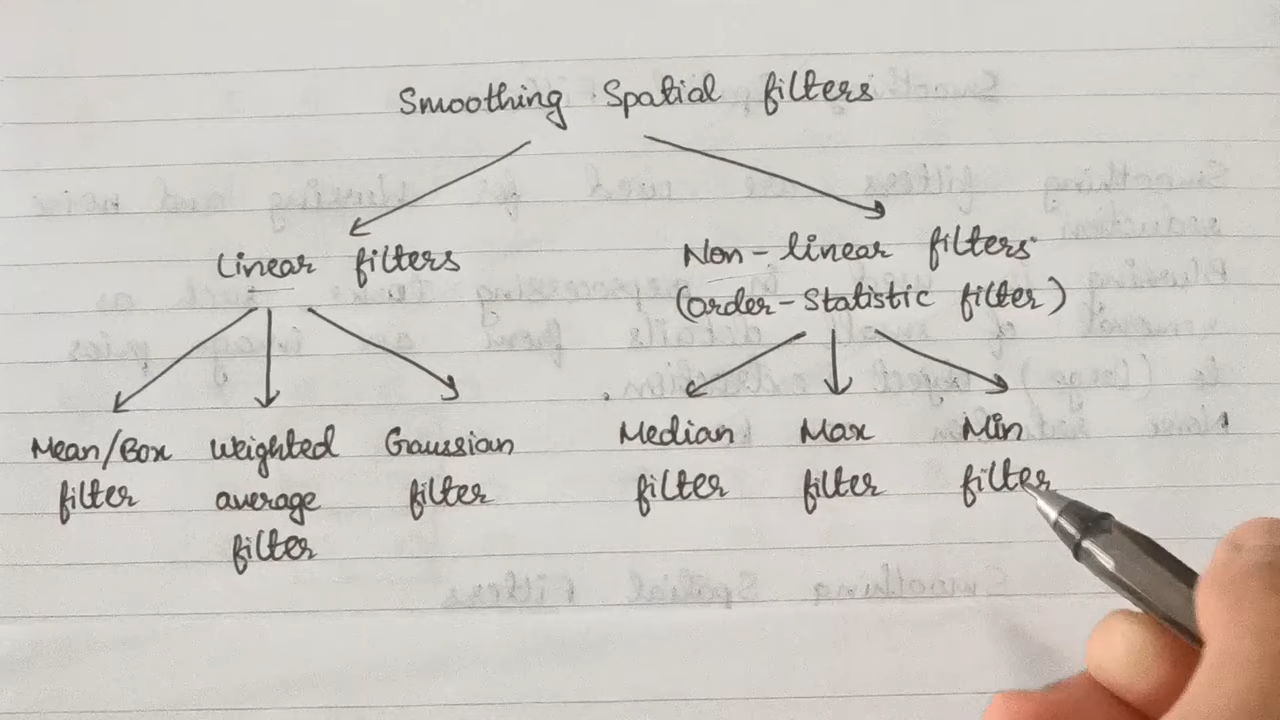 Smoothing Spatial filters
Linear filters
Non-linear filters
(Order-Statistic filter)
Mean/Box
filter
Weighted
average
filter
Gaussian
filter
Median
filter
Max
filter
Min
filter